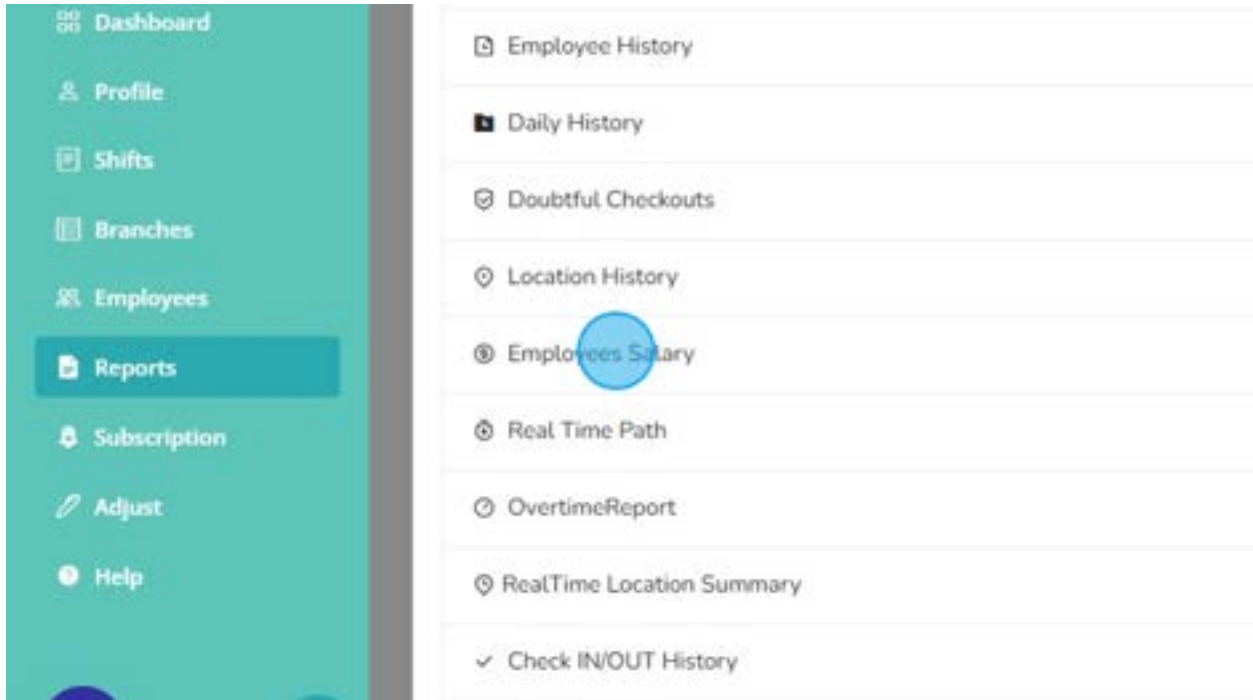 Dashboard
Profile
Shifts
Branches
Employees
Reports
Subscription
Adjust
Help
Employee History
Daily History
Doubtful Checkouts
Location History
Employees Salary
Real Time Path
OvertimeReport
RealTime Location Summary
Check IN/OUT History